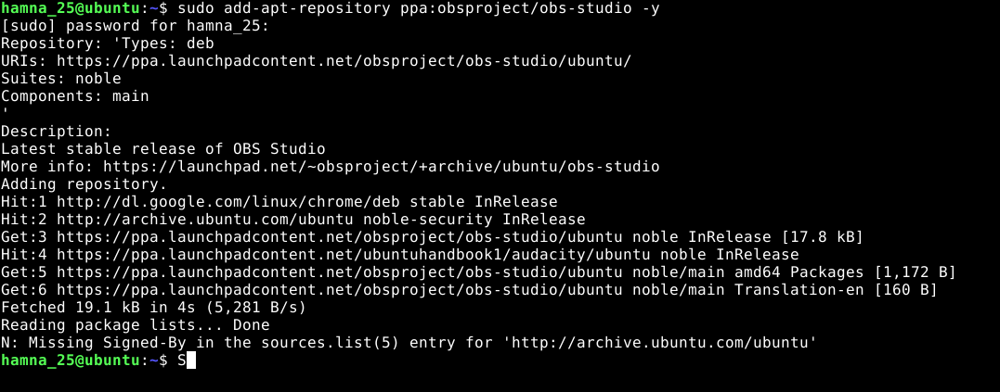 hamna_25@ubuntu:~$ sudo add-apt-repository ppa:obsproject/obs-studio -y
[sudo] password for hamna_25:
Repository: 'Types: deb
URIs: https://ppa.launchpadcontent.net/obsproject/obs-studio/ubuntu/
Suites: noble
Components: main
'
Description:
Latest stable release of OBS Studio
More info: https://launchpad.net/~obsproject/+archive/ubuntu/obs-studio
Adding repository.
Hit:1 http://dl.google.com/linux/chrome/deb stable InRelease
Hit:2 http://archive.ubuntu.com/ubuntu noble-security InRelease
Get:3 https://ppa.launchpadcontent.net/obsproject/obs-studio/ubuntu noble InRelease [17.8 kB]
Hit:4 https://ppa.launchpadcontent.net/ubuntuhandbook1/audacity/ubuntu noble InRelease
Get:5 https://ppa.launchpadcontent.net/obsproject/obs-studio/ubuntu noble/main amd64 Packages [1,172 B]
Get:6 https://ppa.launchpadcontent.net/obsproject/obs-studio/ubuntu noble/main Translation-en [160 B]
Fetched 19.1 kB in 4s (5,281 B/s)
Reading package lists... Done
N: Missing Signed-By in the sources.list(5) entry for 'http://archive.ubuntu.com/ubuntu'
hamna_25@ubuntu:~$ S